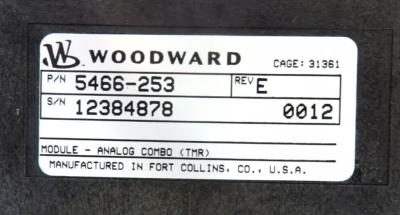 W WOODWARD CAGE: 31361
P/N 5466-253 REV E
S/N 12384878 0012
MODULE - ANALOG COMBO (TMR)
MANUFACTURED IN FORT COLLINS, CO., U.S.A.